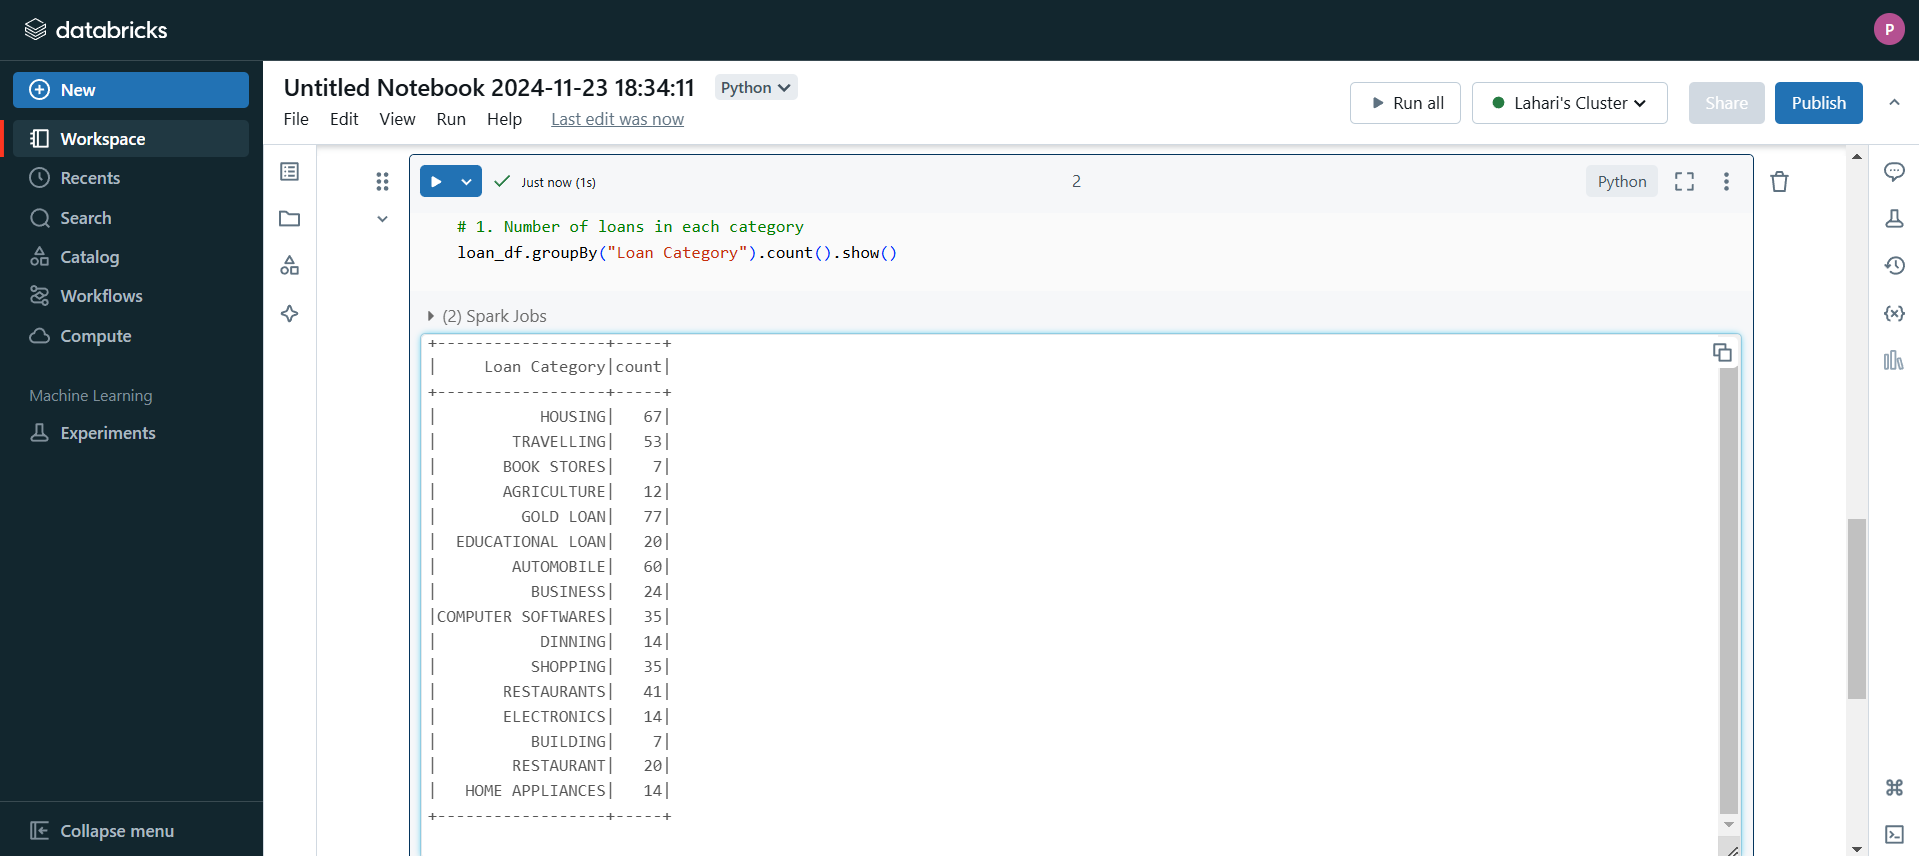 databricks
P
New
Workspace
Recents
Search
Catalog
Workflows
Compute
Machine Learning
Experiments
Collapse menu
Untitled Notebook 2024-11-23 18:34:11 Python
File Edit View Run Help Last edit was now
Run all Lahari's Cluster Share Publish
Just now (1s) 2 Python
# 1. Number of loans in each category
loan_df.groupBy("Loan Category").count().show()
(2) Spark Jobs
+------------------+-----+
|     Loan Category|count|
+------------------+-----+
|           HOUSING|   67|
|        TRAVELLING|   53|
|       BOOK STORES|    7|
|       AGRICULTURE|   12|
|         GOLD LOAN|   77|
|  EDUCATIONAL LOAN|   20|
|        AUTOMOBILE|   60|
|          BUSINESS|   24|
|COMPUTER SOFTWARES|   35|
|           DINNING|   14|
|          SHOPPING|   35|
|       RESTAURANTS|   41|
|       ELECTRONICS|   14|
|          BUILDING|    7|
|        RESTAURANT|   20|
|   HOME APPLIANCES|   14|
+------------------+-----+